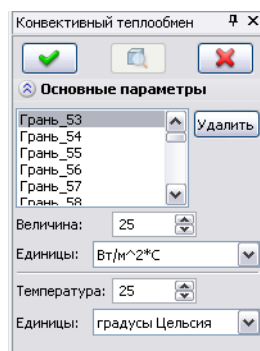 Конвективный теплообмен
Основные параметры
Грань_53
Удалить
Грань_54
Грань_55
Грань_56
Грань_57
Грань_58
Величина: 25
Единицы: Вт/м^2*С
Температура: 25
Единицы: градусы Цельсия